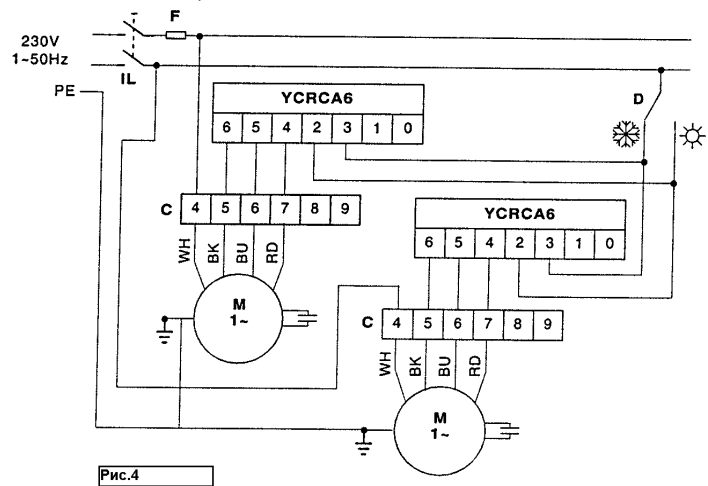 F
230V
1~50Hz
IL
PE
YCRCA6
6 5 4 2 3 1 0
D
C 4 5 6 7 8 9
WH BK BU RD
M
1~
YCRCA6
6 5 4 2 3 1 0
C 4 5 6 7 8 9
WH BK BU RD
M
1~
Рис.4